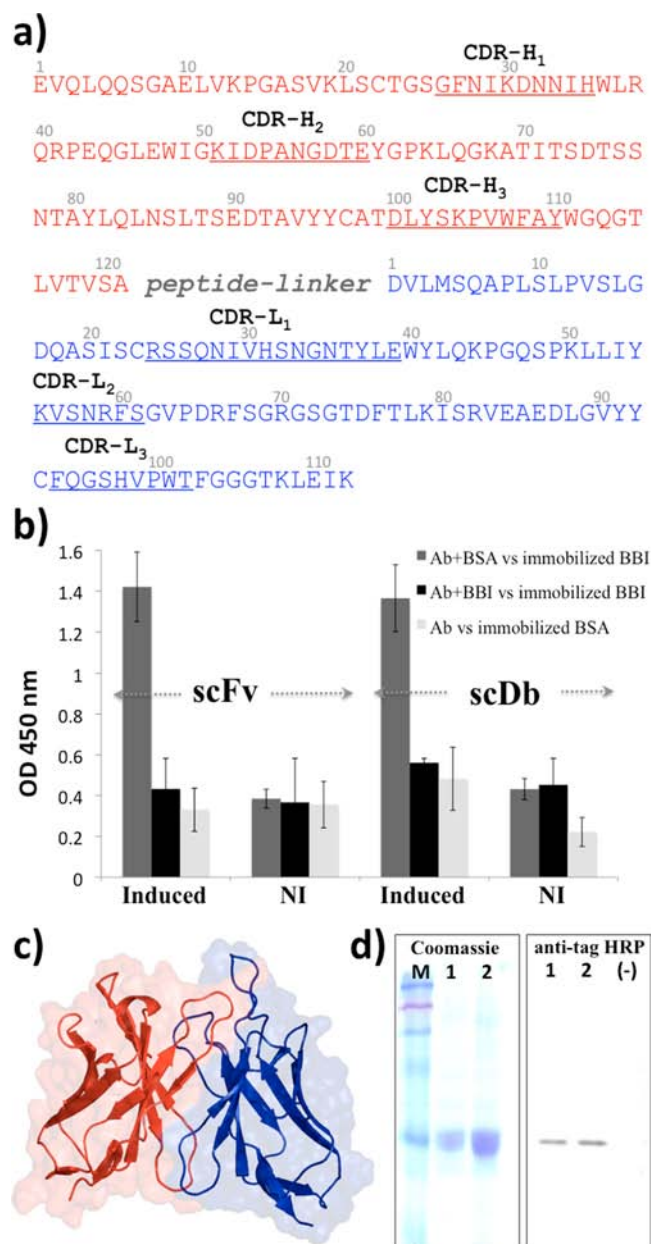 a)
CDR-H1
1 10 20 30
EVQLQQSGAELVKPGASVKLSCTGSGFNIKDNNIHWLR
40 CDR-H2
50 60 70
QRPEQGLEWIGKIDPANGDTEYGPKLQGKATITSDTSS
CDR-H3
80 90 100 110
NTAYLQLNSLTSEDTAVYYCATDLYSKPVWFAYWGQGT
120 1 10
LVTVSA peptide-linker DVLMSQAPLSLPVSLG
CDR-L1
20 30 40 50
DQASISCRSSQNIVHSNGNTYLEWYLQKPGQSPKLLIY
CDR-L2
60 70 80 90
KVSNRFSGVPDRFSGRGSGTDFTLKISRVEAEDLGVYY
CDR-L3
100 110
CFQGSHVPWTFGGGTKLEIK
b)
1.6
1.4
1.2
1
0.8
0.6
0.4
0.2
0
OD 450 nm
Ab+BSA vs immobilized BBI
Ab+BBI vs immobilized BBI
Ab vs immobilized BSA
scFv scDb
Induced NI Induced NI
c)
d)
Coomassie anti-tag HRP
M 1 2 1 2 (-)